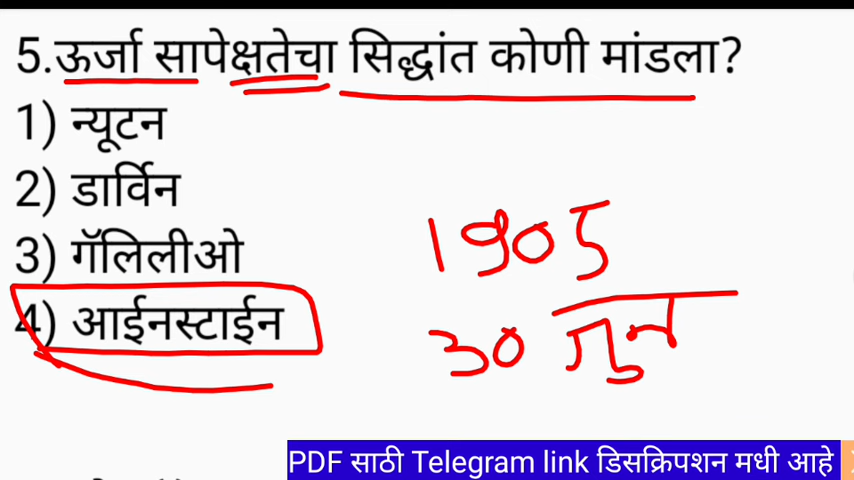 5.ऊर्जा सापेक्षतेचा सिद्धांत कोणी मांडला?
1) न्यूटन
2) डार्विन
3) गॅलिलीओ
4) आईनस्टाईन
1905
30 जुन
PDF साठी Telegram link डिसक्रिपशन मधी आहे